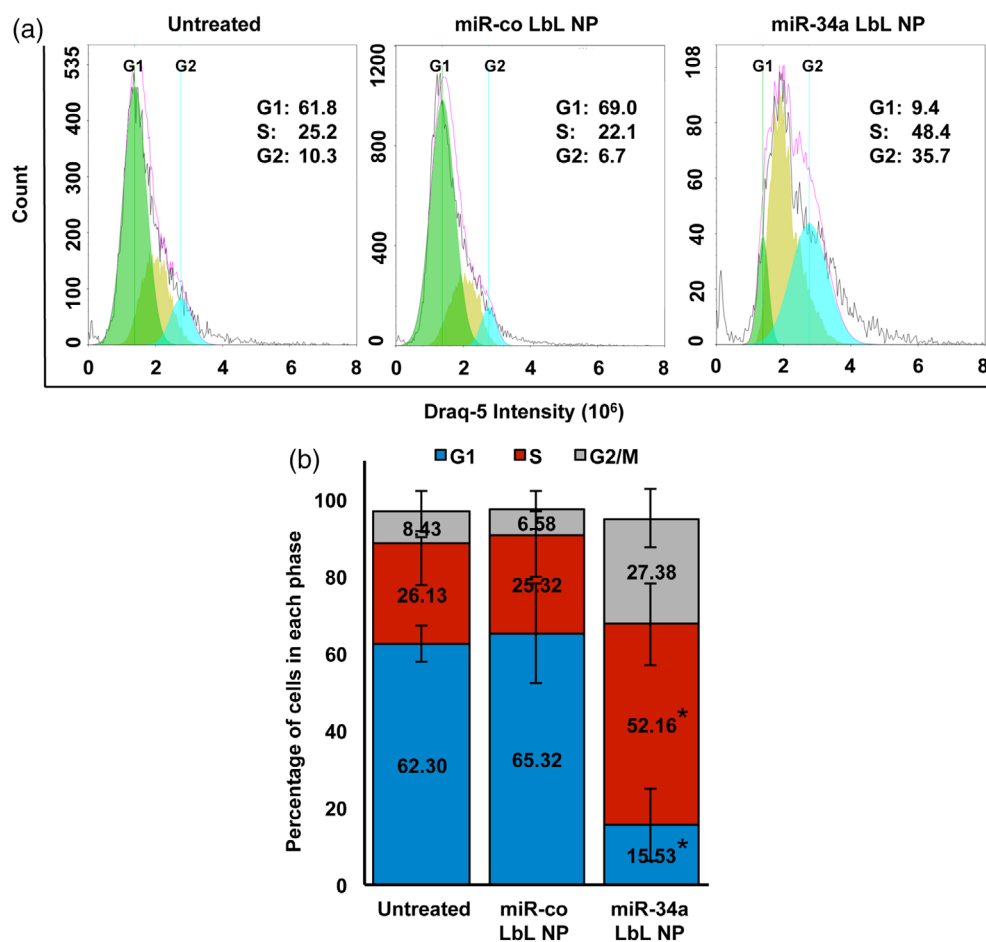 (a)
Untreated
miR-co LbL NP
miR-34a LbL NP
Count
535
400
300
200
100
0
G1 G2
G1: 61.8
S: 25.2
G2: 10.3
0 2 4 6 8
1200
800
400
0
G1 G2
G1: 69.0
S: 22.1
G2: 6.7
0 2 4 6 8
108
80
60
40
20
0
G1 G2
G1: 9.4
S: 48.4
G2: 35.7
0 2 4 6 8
Draq-5 Intensity (10⁶)
(b)
G1 S G2/M
Percentage of cells in each phase
100
80
60
40
20
0
8.43
26.13
62.30
6.58
25.32
65.32
27.38
52.16*
15.53*
Untreated
miR-co
LbL NP
miR-34a
LbL NP